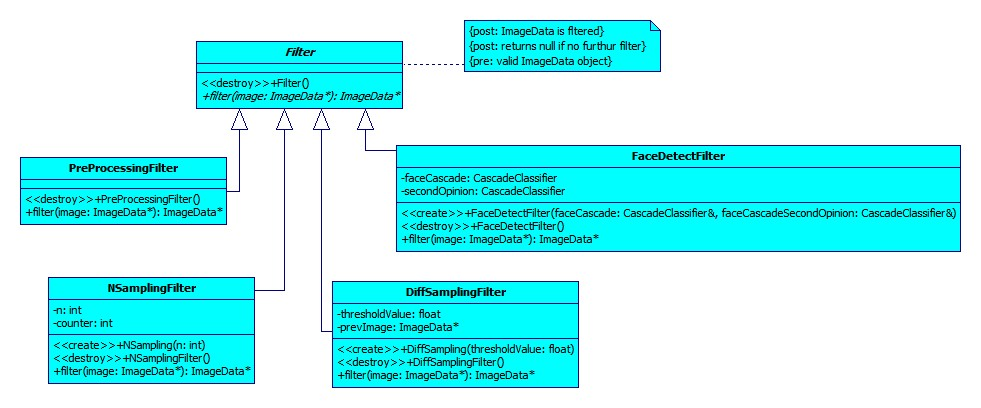 {post: ImageData is fltered}
{post: returns null if no furthur filter}
{pre: valid ImageData object}
Filter
<<destroy>>+Filter()
+filter(image: ImageData*): ImageData*
PreProcessingFilter
<<destroy>>+PreProcessingFilter()
+filter(image: ImageData*): ImageData*
FaceDetectFilter
-faceCascade: CascadeClassifier
-secondOpinion: CascadeClassifier
<<create>>+FaceDetectFilter(faceCascade: CascadeClassifier&, faceCascadeSecondOpinion: CascadeClassifier&)
<<destroy>>+FaceDetectFilter()
+filter(image: ImageData*): ImageData*
NSamplingFilter
-n: int
-counter: int
<<create>>+NSampling(n: int)
<<destroy>>+NSamplingFilter()
+filter(image: ImageData*): ImageData*
DiffSamplingFilter
-thresholdValue: float
-prevImage: ImageData*
<<create>>+DiffSampling(thresholdValue: float)
<<destroy>>+DiffSamplingFilter()
+filter(image: ImageData*): ImageData*